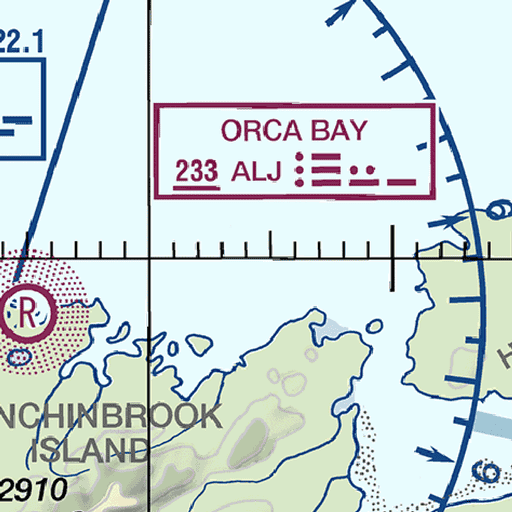 22.1
ORCA BAY
233 ALJ
R
NCHINBROOK
ISLAND
2910
H